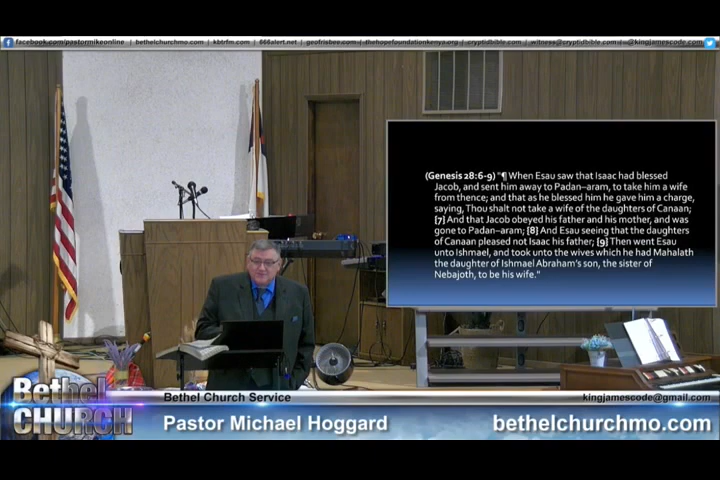 facebook.com/pastormikeonline | bethelchurchmo.com | kbtrfm.com | 666alert.net | geofrisbee.com | thehopefoundationkenya.org | cryptidbible.com | witness@cryptidbible.com | @kingjamescode.com
(Genesis 28:6-9) "¶ When Esau saw that Isaac had blessed
Jacob, and sent him away to Padan–aram, to take him a wife
from thence; and that as he blessed him he gave him a charge,
saying, Thou shalt not take a wife of the daughters of Canaan;
[7] And that Jacob obeyed his father and his mother, and was
gone to Padan–aram; [8] And Esau seeing that the daughters
of Canaan pleased not Isaac his father; [9] Then went Esau
unto Ishmael, and took unto the wives which he had Mahalath
the daughter of Ishmael Abraham's son, the sister of
Nebajoth, to be his wife."
Bethel
CHURCH
Bethel Church Service
kingjamescode@gmail.com
Pastor Michael Hoggard
bethelchurchmo.com